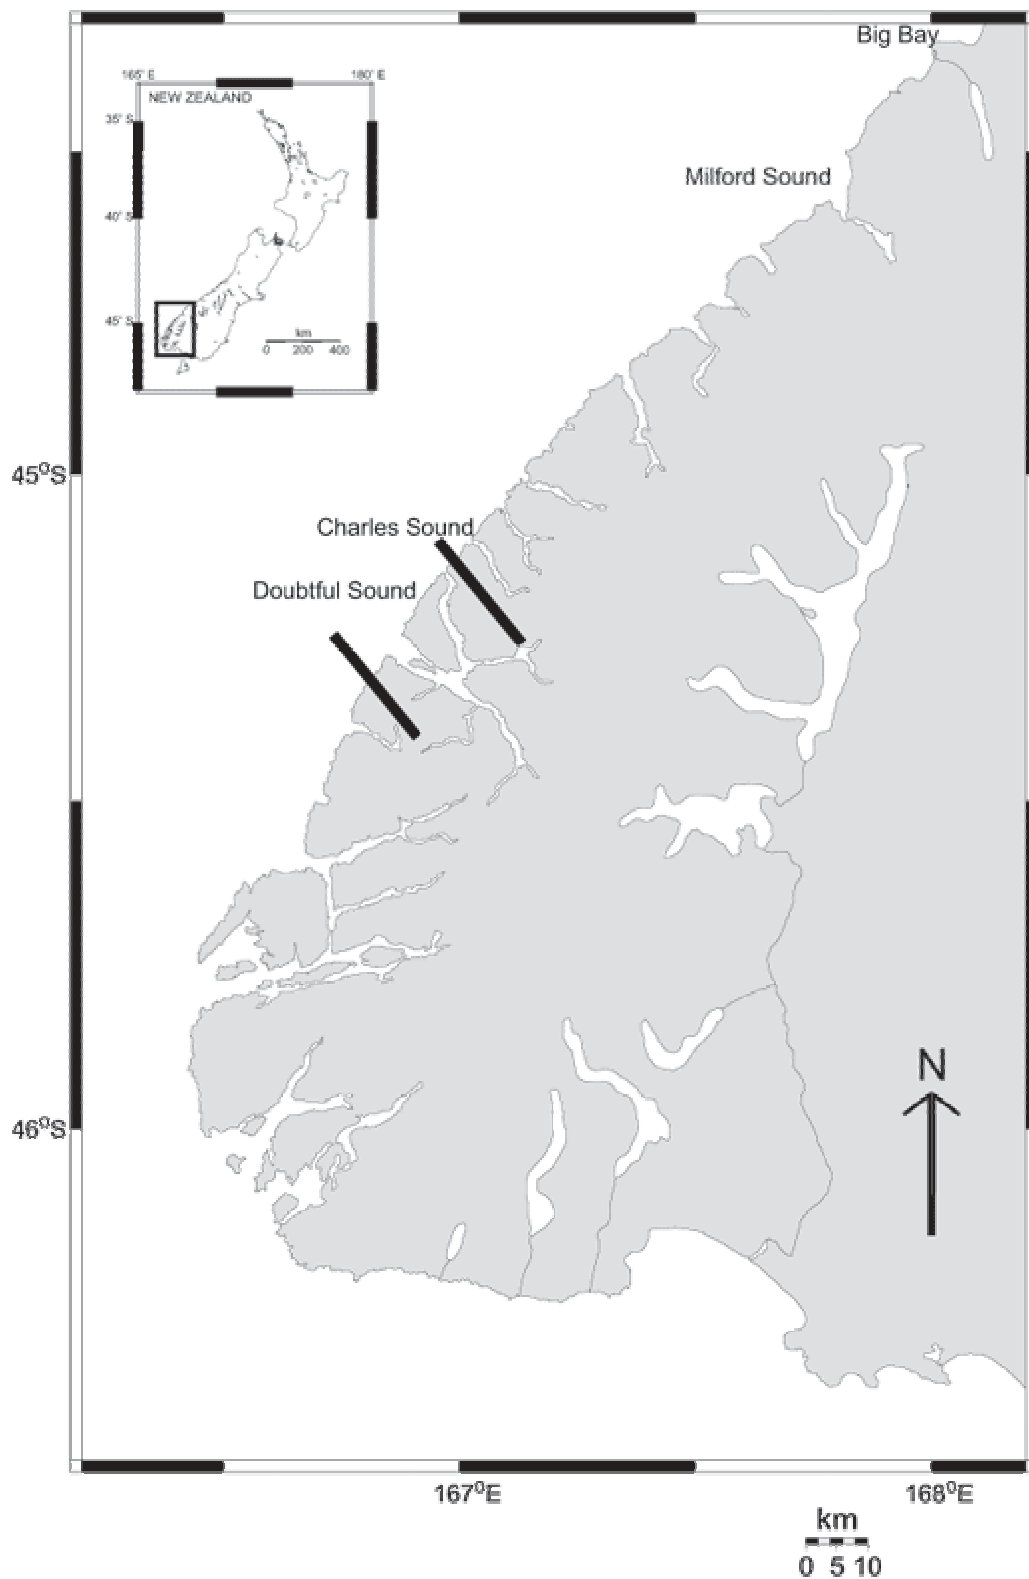 Big Bay
165° E
180° E
NEW ZEALAND
35° S
Milford Sound
40° S
45° S
km
0 200 400
45°S
Charles Sound
Doubtful Sound
N
46°S
167°E
168°E
km
0 5 10